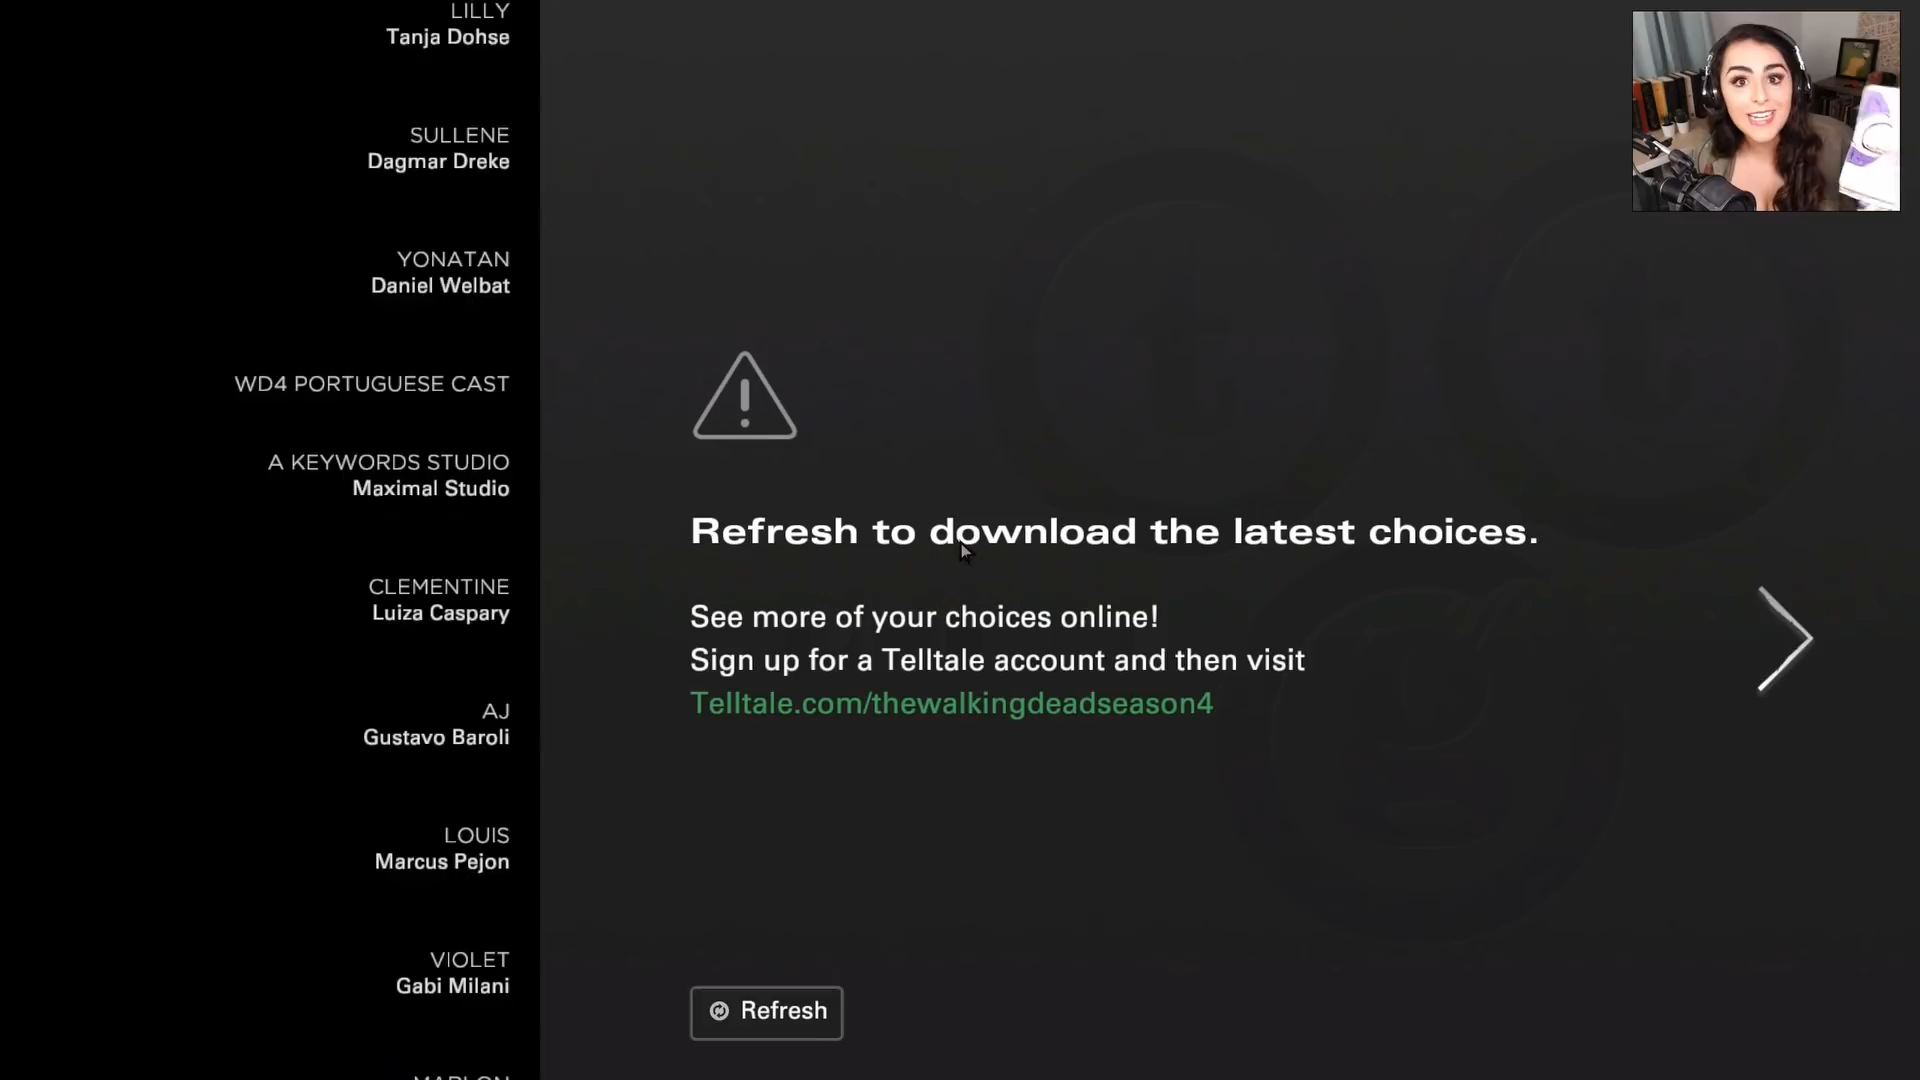 LILLY
Tanja Dohse
SULLENE
Dagmar Dreke
YONATAN
Daniel Welbat
WD4 PORTUGUESE CAST
A KEYWORDS STUDIO
Maximal Studio
CLEMENTINE
Luiza Caspary
AJ
Gustavo Baroli
LOUIS
Marcus Pejon
VIOLET
Gabi Milani
MARLON
Refresh to download the latest choices.
See more of your choices online!
Sign up for a Telltale account and then visit
Telltale.com/thewalkingdeadseason4
Refresh